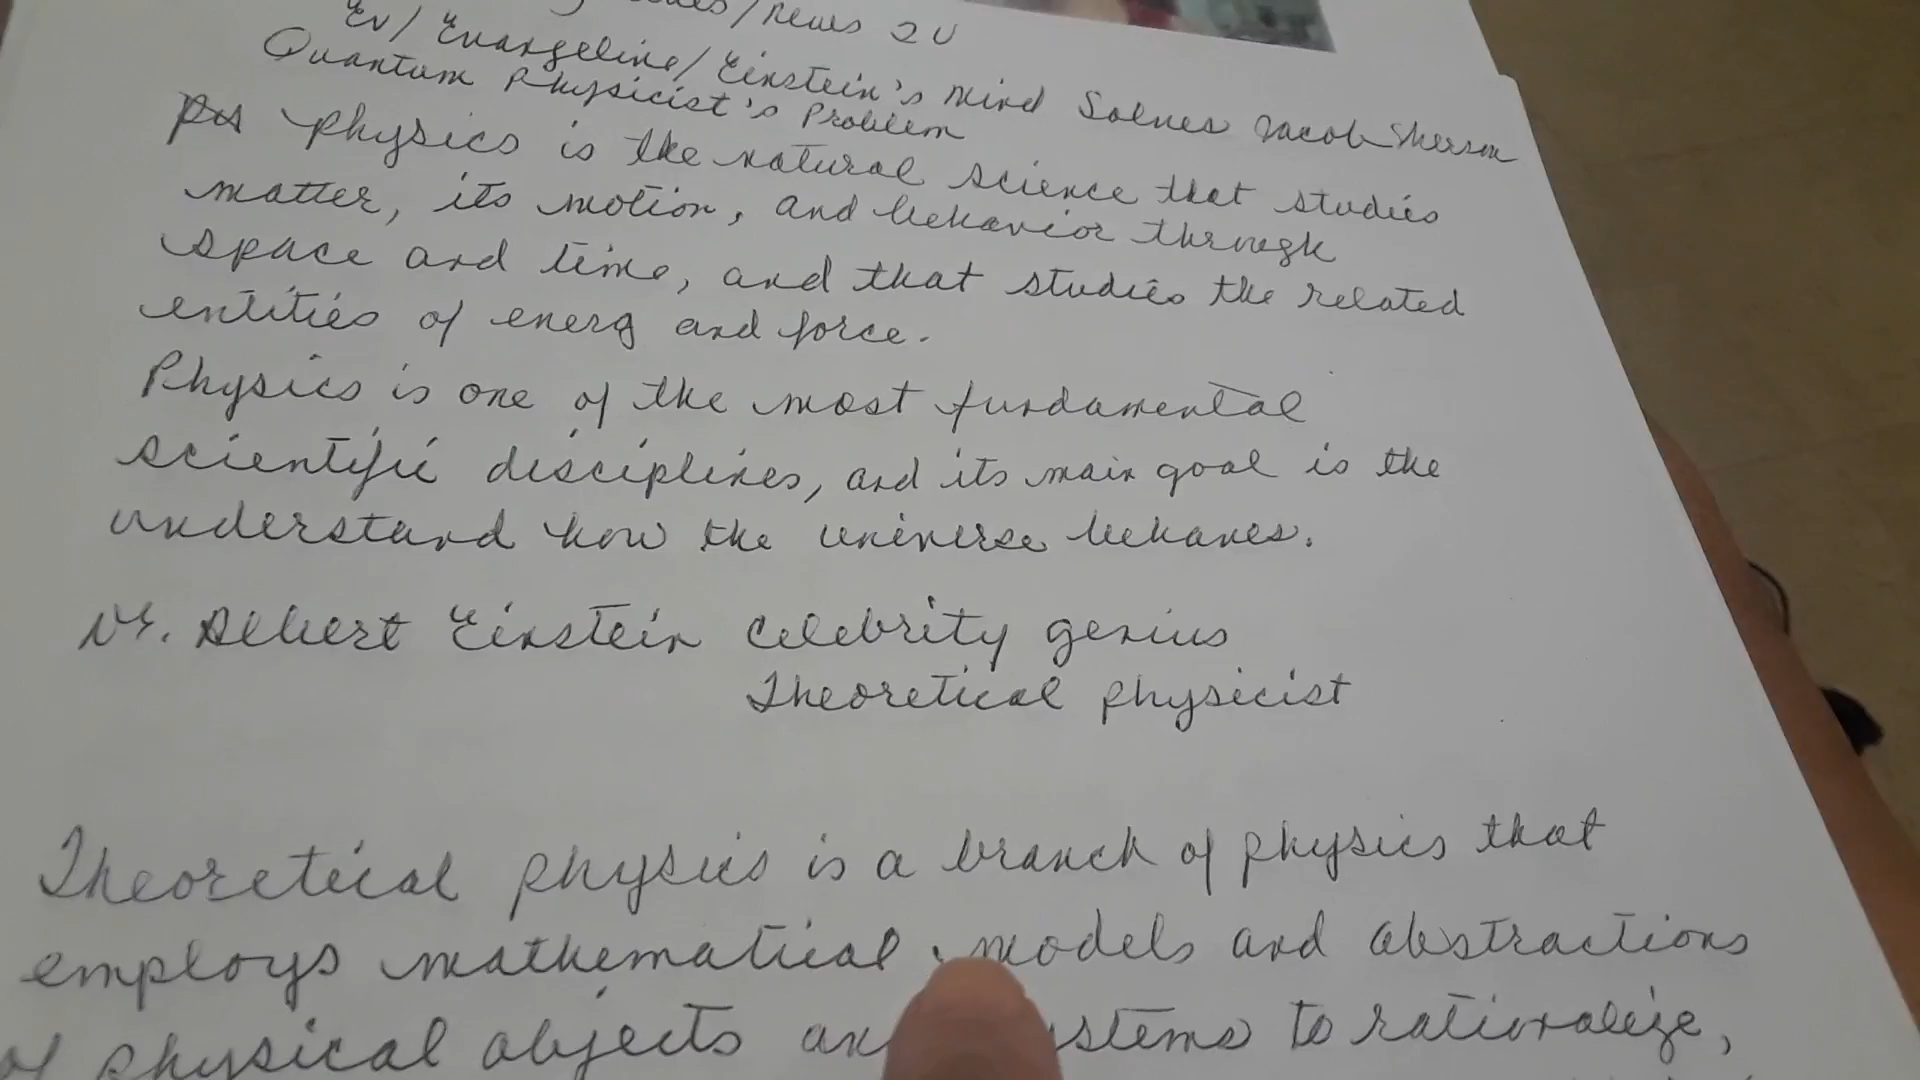 /News 2U
Ev/Evangeline/Einstein's Mind Solves Jacob Sherson
Quantum Physicist's Problem
physics is the natural science that studies
matter, its motion, and behavior through
space and time, and that studies the related
entities of energ and force.
Physics is one of the most fundamental
scientific disciplines, and its main goal is the
understand how the universe behaves.
Dr. Albert Einstein celebrity genius
Theoretical physicist
Theoretical physics is a branch of physics that
employs mathematical models and abstractions
of physical objects to rationalize,